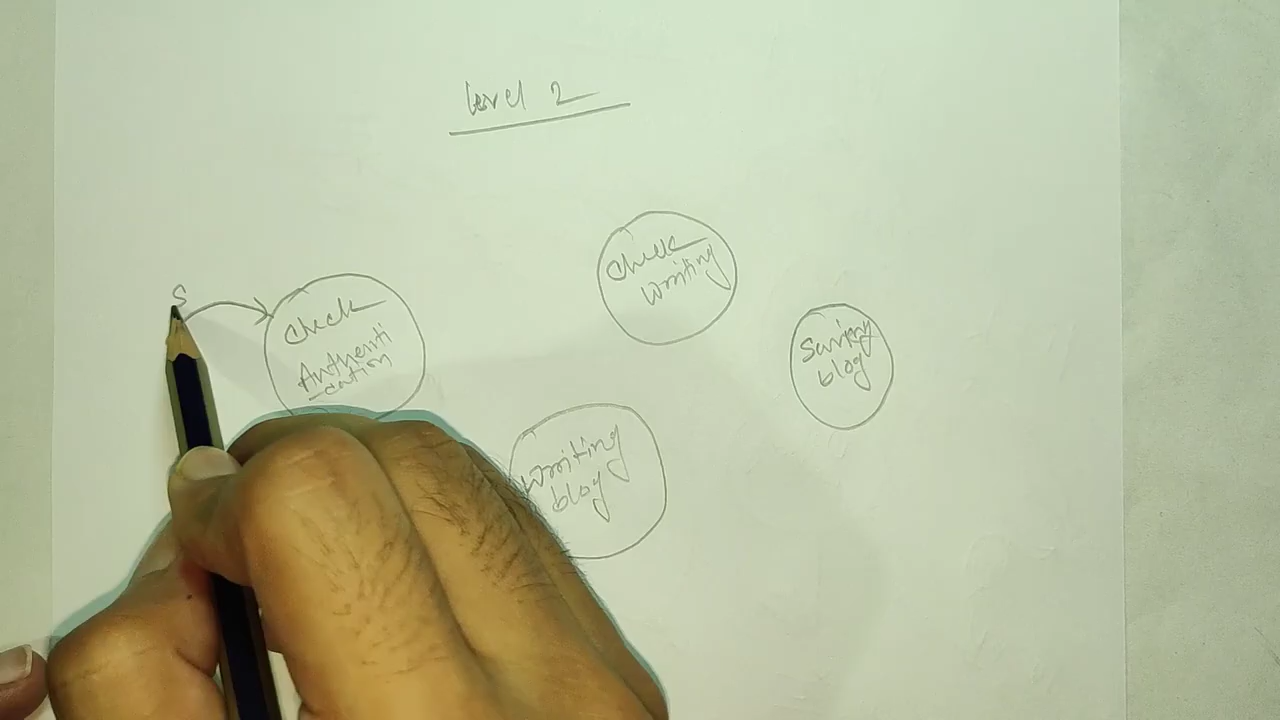 Level 2
S
Check
Authenti
-cation
Check
Writing
Saving
blog
Writing
blog